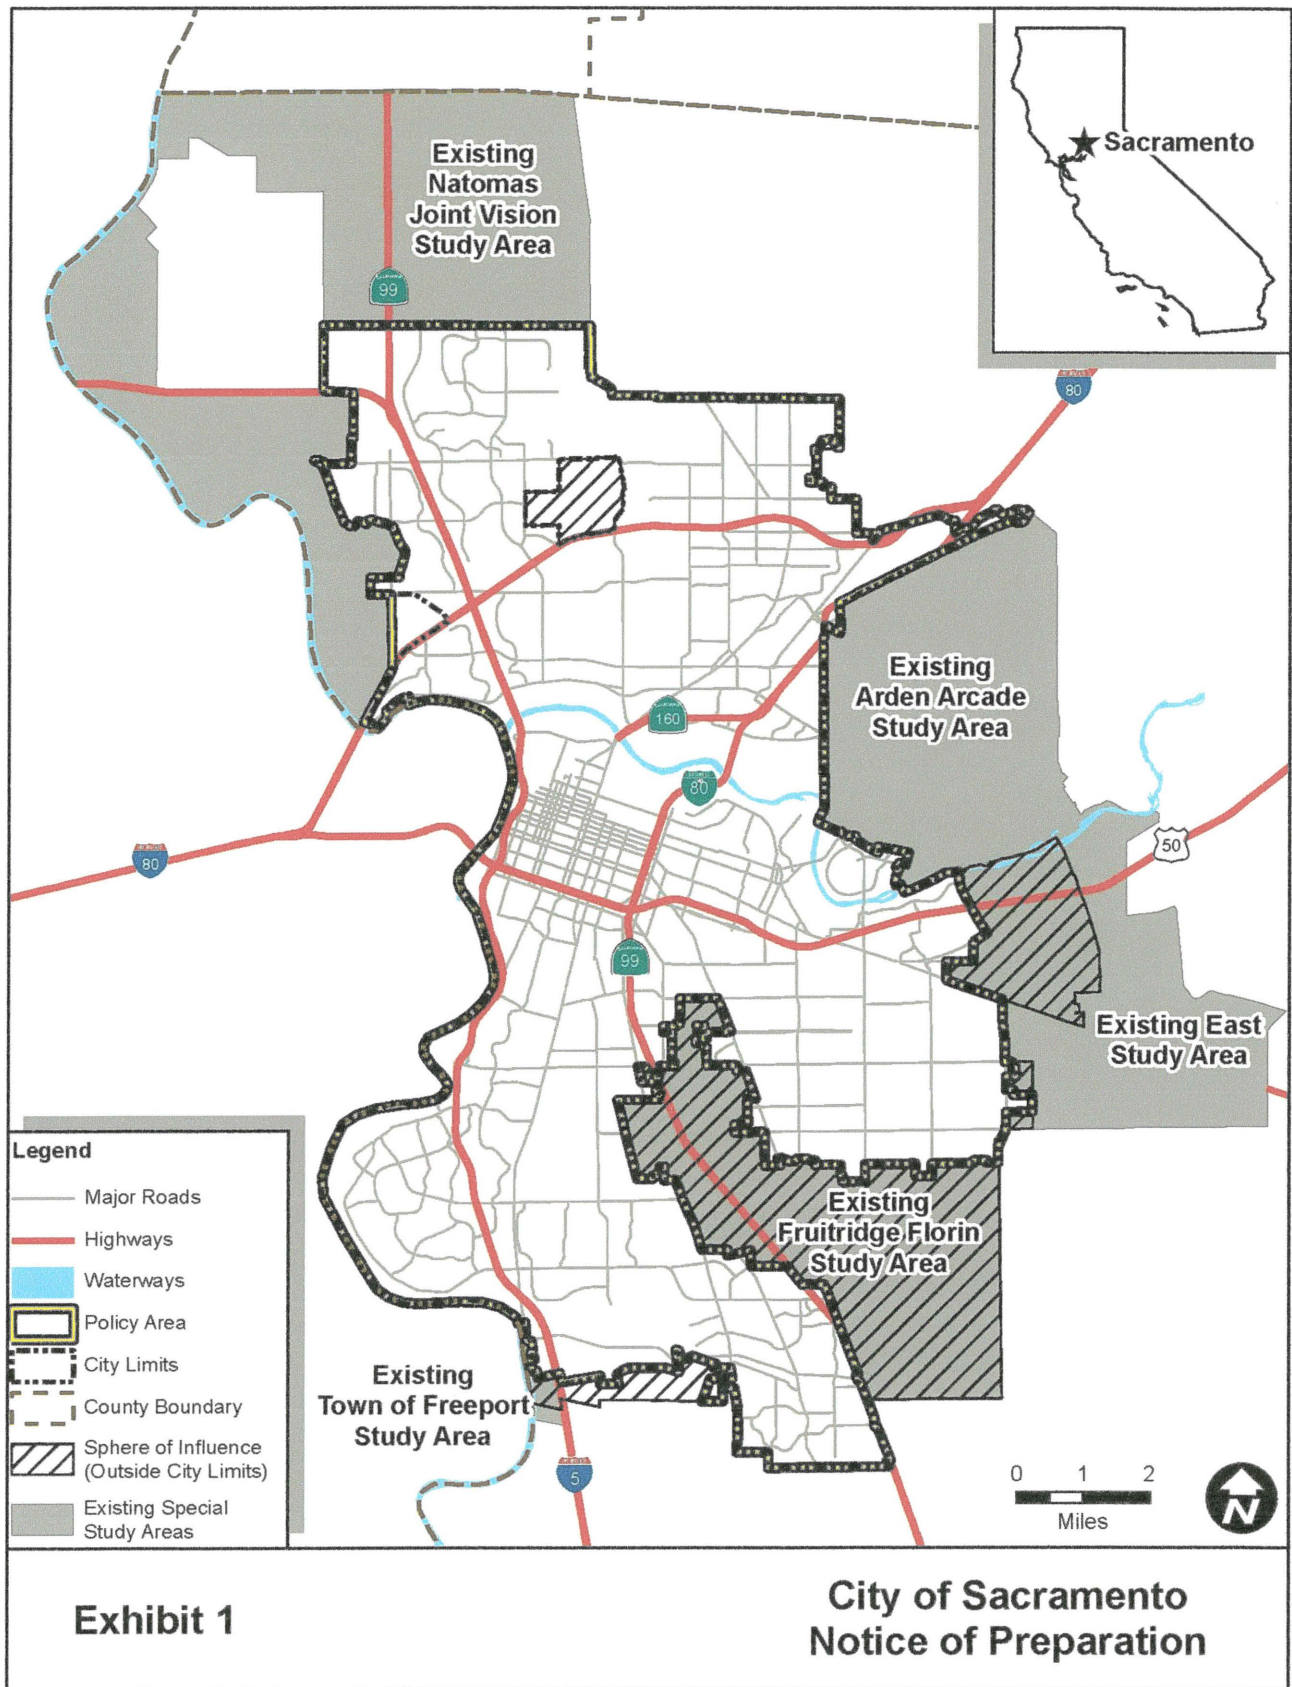 Sacramento
Existing
Natomas
Joint Vision
Study Area
99
80
Existing
Arden Arcade
Study Area
160
80
50
80
99
Existing East
Study Area
Existing
Fruitridge Florin
Study Area
Existing
Town of Freeport
Study Area
5
Legend
Major Roads
Highways
Waterways
Policy Area
City Limits
County Boundary
Sphere of Influence
(Outside City Limits)
Existing Special
Study Areas
0 1 2
Miles
N
Exhibit 1
City of Sacramento
Notice of Preparation